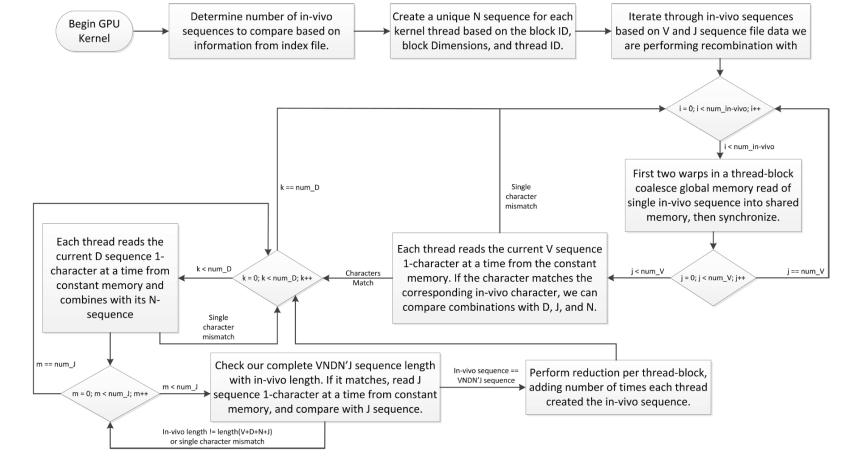 Begin GPU
Kernel
Determine number of in-vivo
sequences to compare based on
information from index file.
Create a unique N sequence for each
kernel thread based on the block ID,
block Dimensions, and thread ID.
Iterate through in-vivo sequences
based on V and J sequence file data we
are performing recombination with
i = 0; i < num_in-vivo; i++
i < num_in-vivo
First two warps in a thread-block
coalesce global memory read of
single in-vivo sequence into shared
memory, then synchronize.
j = 0; j < num_V; j++
j == num_V
j < num_V
Single
character
mismatch
Each thread reads the current V sequence
1-character at a time from the constant
memory. If the character matches the
corresponding in-vivo character, we can
compare combinations with D, J, and N.
Characters
Match
k == num_D
k = 0; k < num_D; k++
k < num_D
Each thread reads the
current D sequence 1-
character at a time from
constant memory and
combines with its N-
sequence
Single
character
mismatch
m == num_J
m = 0; m < num_J; m++
m < num_J
Check our complete VNDN'J sequence length
with in-vivo length. If it matches, read J
sequence 1-character at a time from constant
memory, and compare with J sequence.
In-vivo sequence ==
VNDN'J sequence
Perform reduction per thread-block,
adding number of times each thread
created the in-vivo sequence.
In-vivo length != length(V+D+N+J)
or single character mismatch